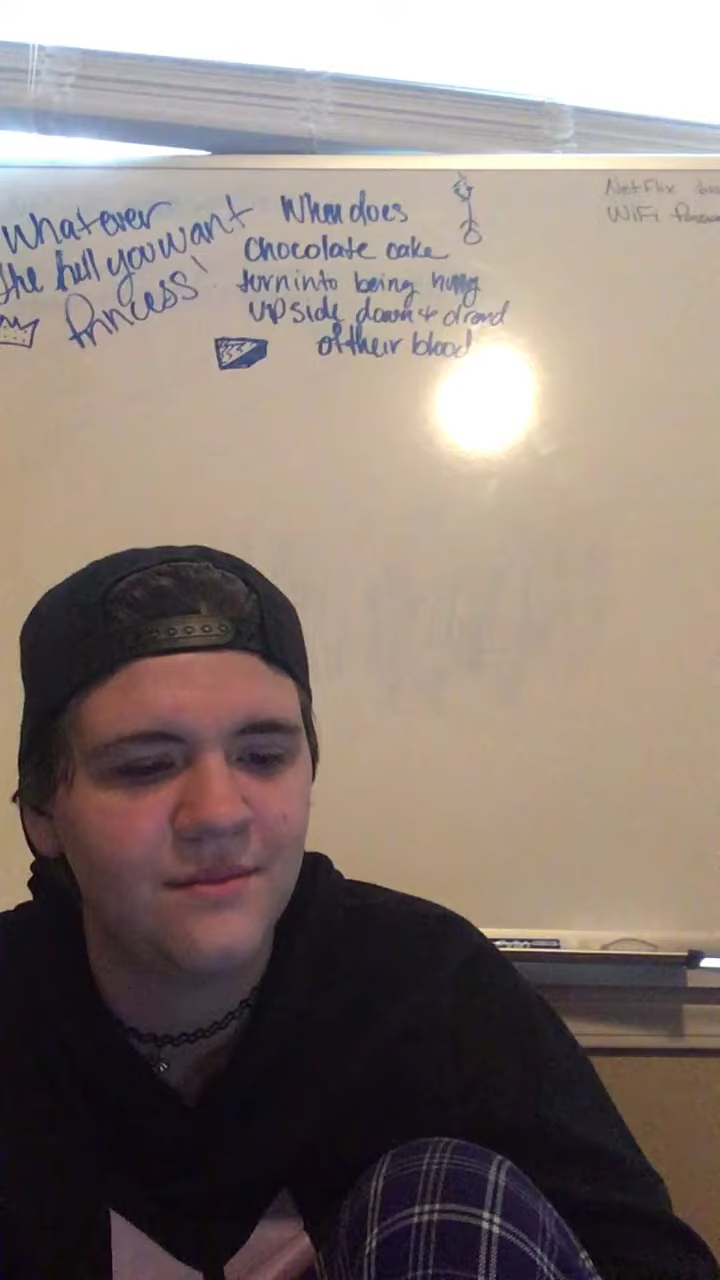 Whatever
the hell you want
Princess!
When does
Chocolate cake
turn into being hung
upside down + draind
of their blood
NetFlix
WiFi